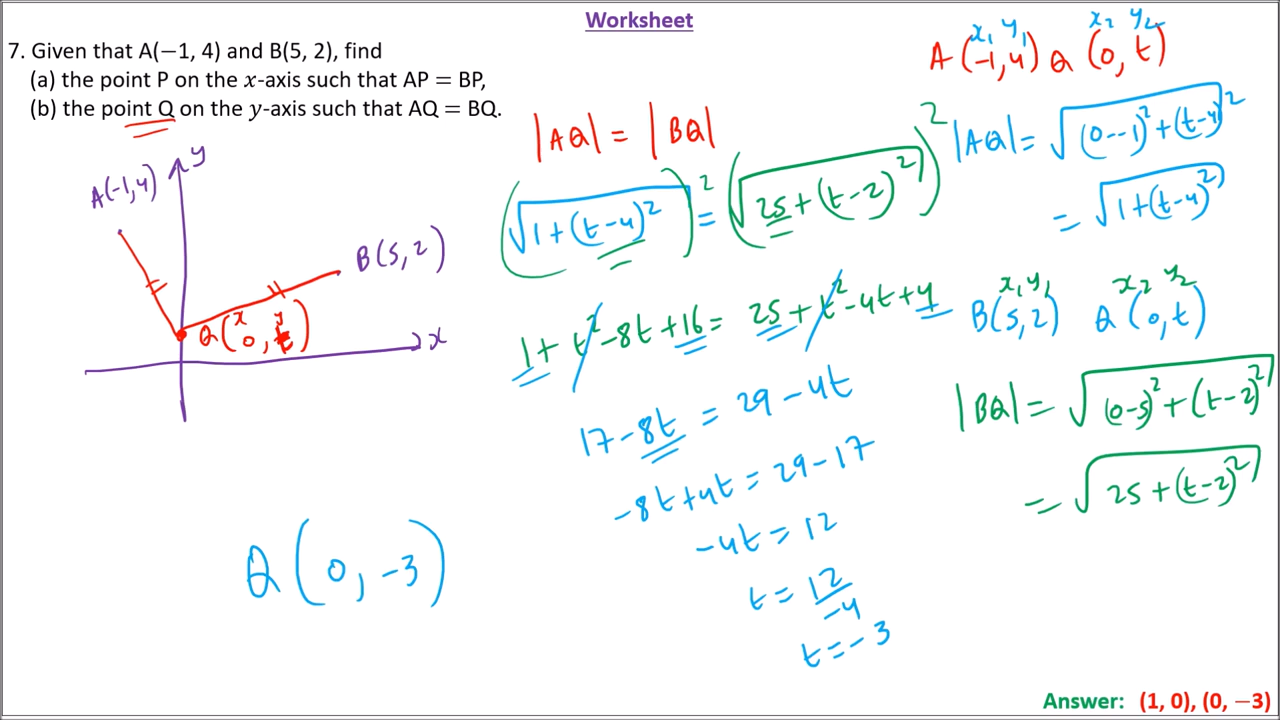 Worksheet
7. Given that A(−1, 4) and B(5, 2), find
(a) the point P on the x-axis such that AP = BP,
(b) the point Q on the y-axis such that AQ = BQ.
y
A(-1,4)
B(5,2)
x y
Q(0, t)
x
Q(0, -3)
|AQ| = |BQ|
(√(1+(t-4)²))² = (√(25+(t-2)²))²
1 + t² -8t +16 = 25 + t² -4t +4
17 - 8t = 29 - 4t
-8t + 4t = 29 - 17
-4t = 12
t = 12/-4
t = -3
x₁ y₁ x₂ y₂
A(-1,4) Q(0, t)
|AQ| = √((0--1)² + (t-4)²)
= √(1+(t-4)²)
x₁ y₁ x₂ y₂
B(5,2) Q(0,t)
|BQ| = √((0-5)² + (t-2)²)
= √(25+(t-2)²)
Answer: (1, 0), (0, −3)